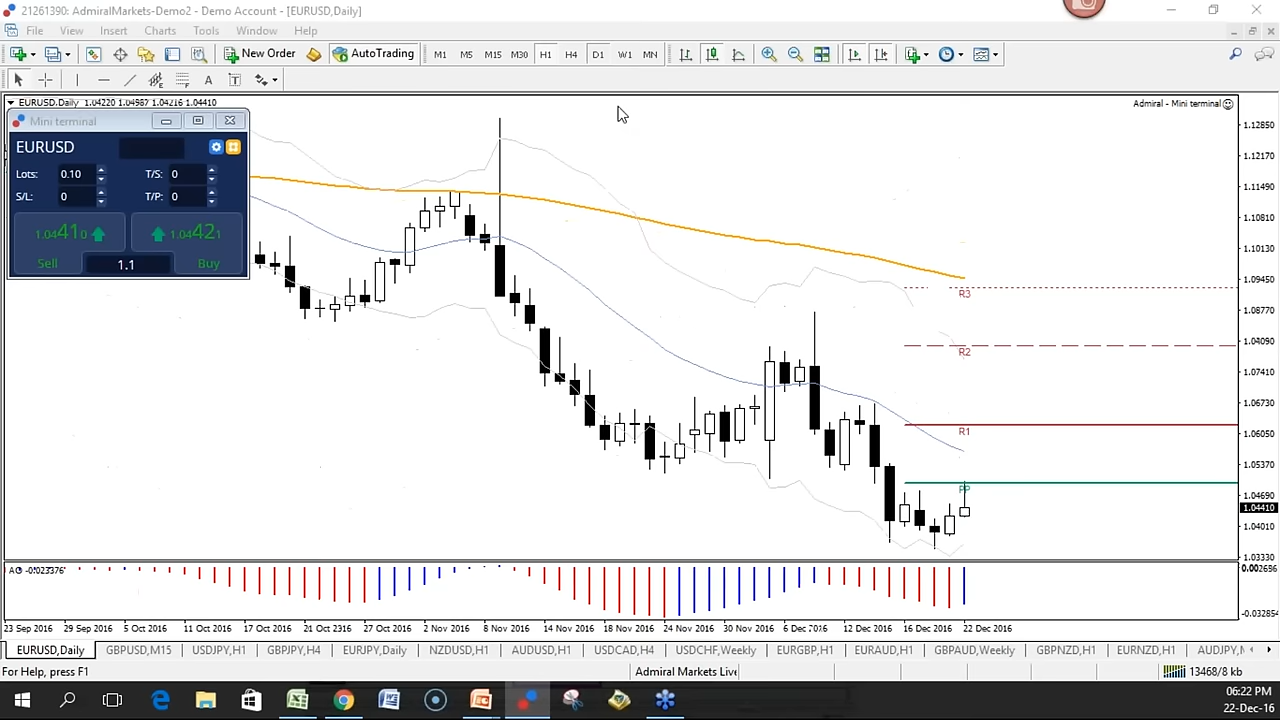 21261390: AdmiralMarkets-Demo2 - Demo Account - [EURUSD,Daily]
File View Insert Charts Tools Window Help
New Order AutoTrading M1 M5 M15 M30 H1 H4 D1 W1 MN
A T
EURUSD,Daily 1.04220 1.04987 1.04216 1.04410
Admiral - Mini terminal
Mini terminal
EURUSD
Lots: 0.10 T/S: 0
S/L: 0 T/P: 0
1.04410 1.04421
Sell 1.1 Buy
1.12850
1.12170
1.11490
1.10810
1.10130
1.09450
1.08770
1.08090
1.07410
1.06730
1.06050
1.05370
1.04690
1.04410
1.04010
1.03330
R3
R2
R1
PP
AO -0.023376
-0.032854
23 Sep 2016 29 Sep 2016 5 Oct 2016 11 Oct 2016 17 Oct 2016 27 Oct 2016 2 Nov 2016 8 Nov 2016 14 Nov 2016 18 Nov 2016 24 Nov 2016 30 Nov 2016 6 Dec 2016 12 Dec 2016 16 Dec 2016 22 Dec 2016
EURUSD,Daily GBPUSD,M15 USDJPY,H1 GBPJPY,H4 EURJPY,Daily NZDUSD,H1 AUDUSD,H1 USDCAD,H4 USDCHF,Weekly EURGBP,H1 EURAUD,H1 GBPAUD,Weekly GBPNZD,H1 EURNZD,H1 AUDJPY,
For Help, press F1 Admiral Markets Live 13468/8 kb
06:22 PM
22-Dec-16